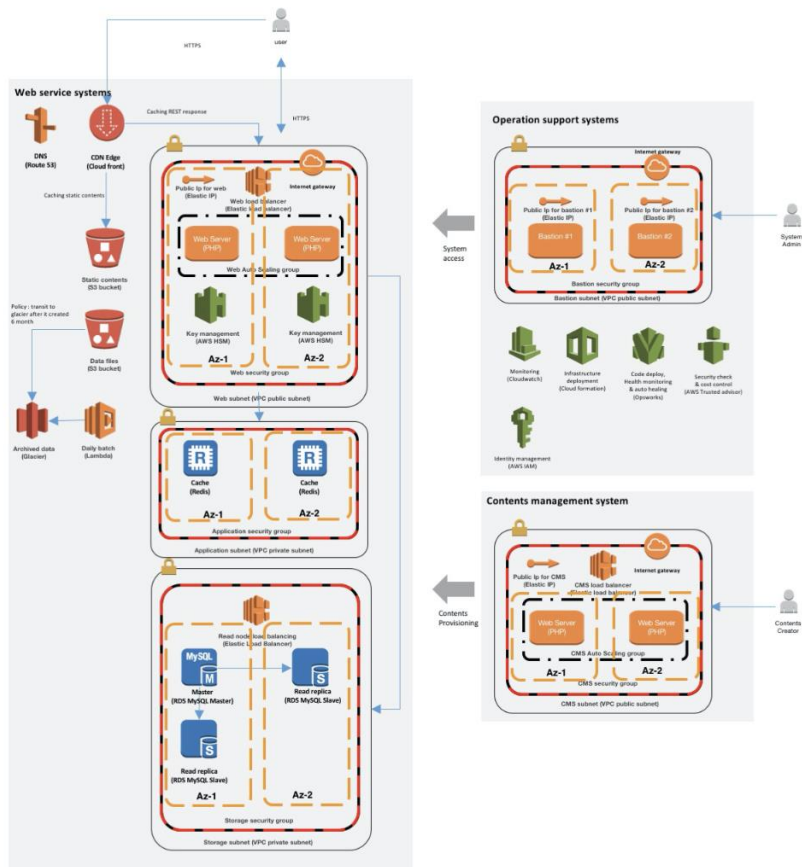 HTTPS
user
Web service systems
Caching REST response
HTTPS
DNS
(Route 53)
CDN Edge
(Cloud front)
Internet gateway
Public Ip for web
(Elastic IP)
Web load balancer
(Elastic load balancer)
Caching static contents
Web Server
(PHP)
Web Server
(PHP)
Web Auto Scaling group
Static contents
(S3 bucket)
Policy : transit to
glacier after it created
6 month
Key management
(AWS HSM)
Key management
(AWS HSM)
Data files
(S3 bucket)
Az-1
Az-2
Web security group
Web subnet (VPC public subnet)
Archived data
(Glacier)
Daily batch
(Lambda)
R
R
Cache
(Redis)
Cache
(Redis)
Az-1
Az-2
Application security group
Application subnet (VPC private subnet)
Read node load balancing
(Elastic Load Balancer)
MySQL
M
S
Master
(RDS MySQL Master)
Read replica
(RDS MySQL Slave)
S
Read replica
(RDS MySQL Slave)
Az-1
Az-2
Storage security group
Storage subnet (VPC private subnet)
System
access
Contents
Provisioning
Operation support systems
Internet gateway
Public Ip for bastion #1
(Elastic IP)
Public Ip for bastion #2
(Elastic IP)
Bastion #1
Bastion #2
Az-1
Az-2
Bastion security group
Bastion subnet (VPC public subnet)
System
Admin
Monitoring
(Cloudwatch)
Infrastructure
deployment
(Cloud formation)
Code deploy,
Health monitoring
& auto healing
(Opsworks)
Security check
& cost control
(AWS Trusted advisor)
Identity management
(AWS IAM)
Contents management system
Internet gateway
Public Ip for CMS
(Elastic IP)
CMS load balancer
(Elastic load balancer)
Web Server
(PHP)
Web Server
(PHP)
CMS Auto Scaling group
Az-1
Az-2
CMS security group
CMS subnet (VPC public subnet)
Contents
Creator